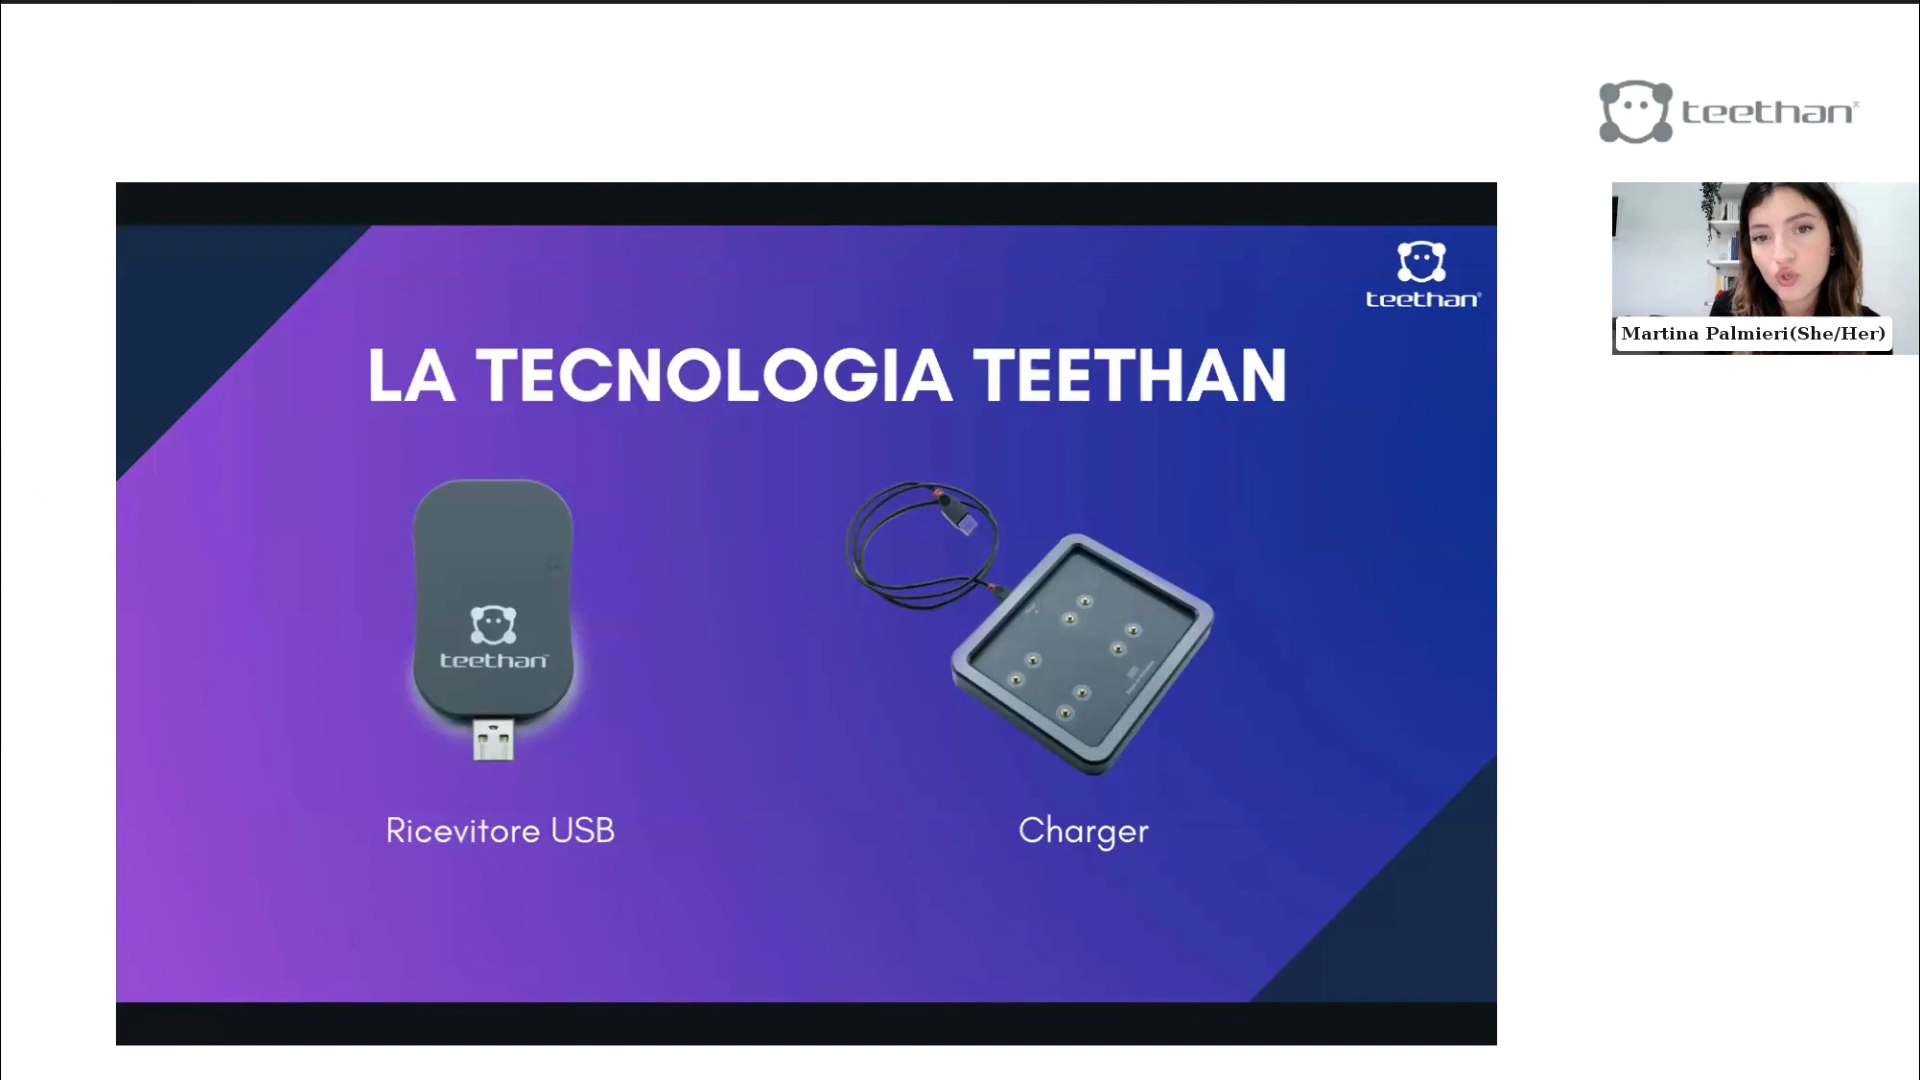 teethan
Martina Palmieri(She/Her)
teethan
LA TECNOLOGIA TEETHAN
teethan
Ricevitore USB
Charger